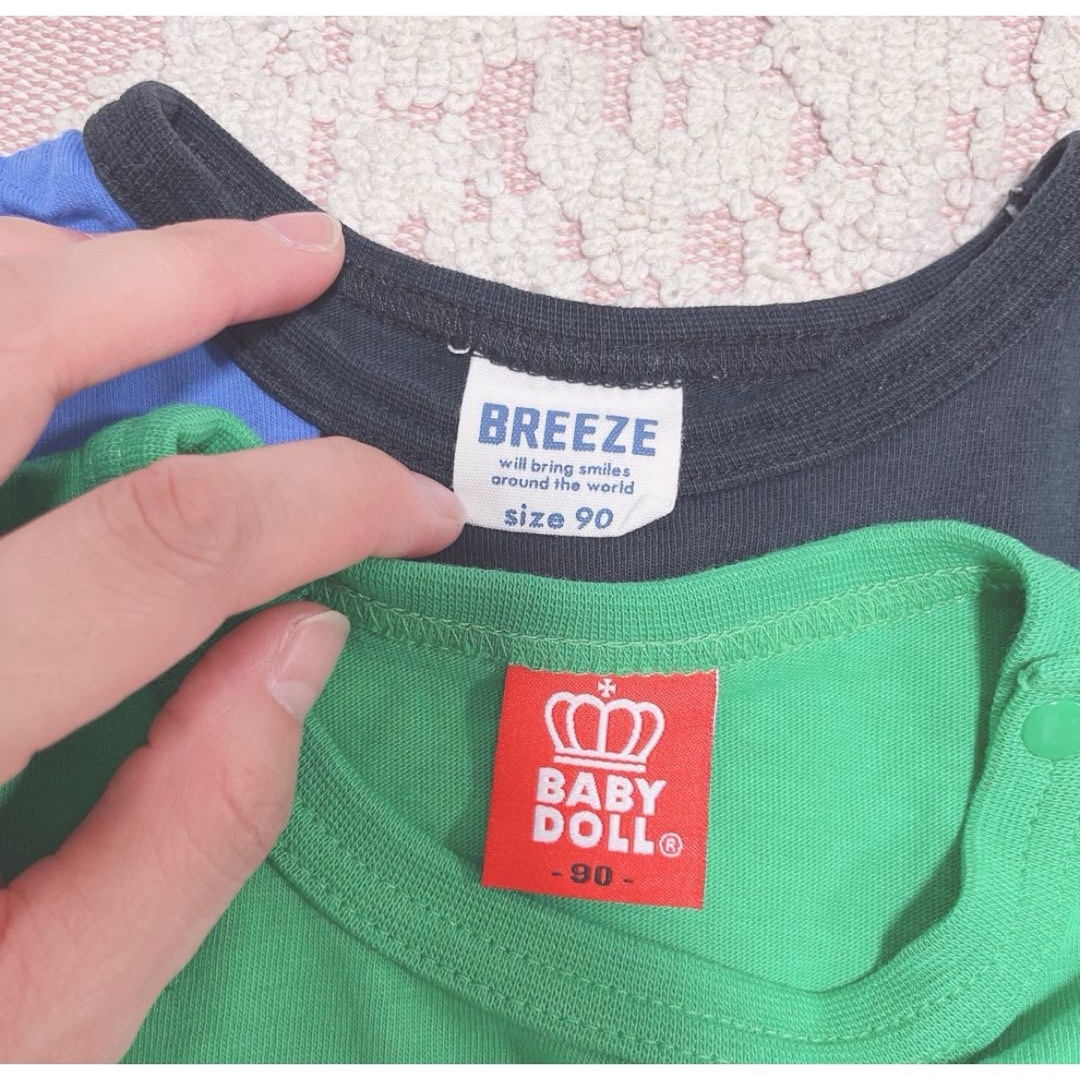 BREEZE
will bring smiles
around the world
size 90
BABY
DOLL®
- 90 -